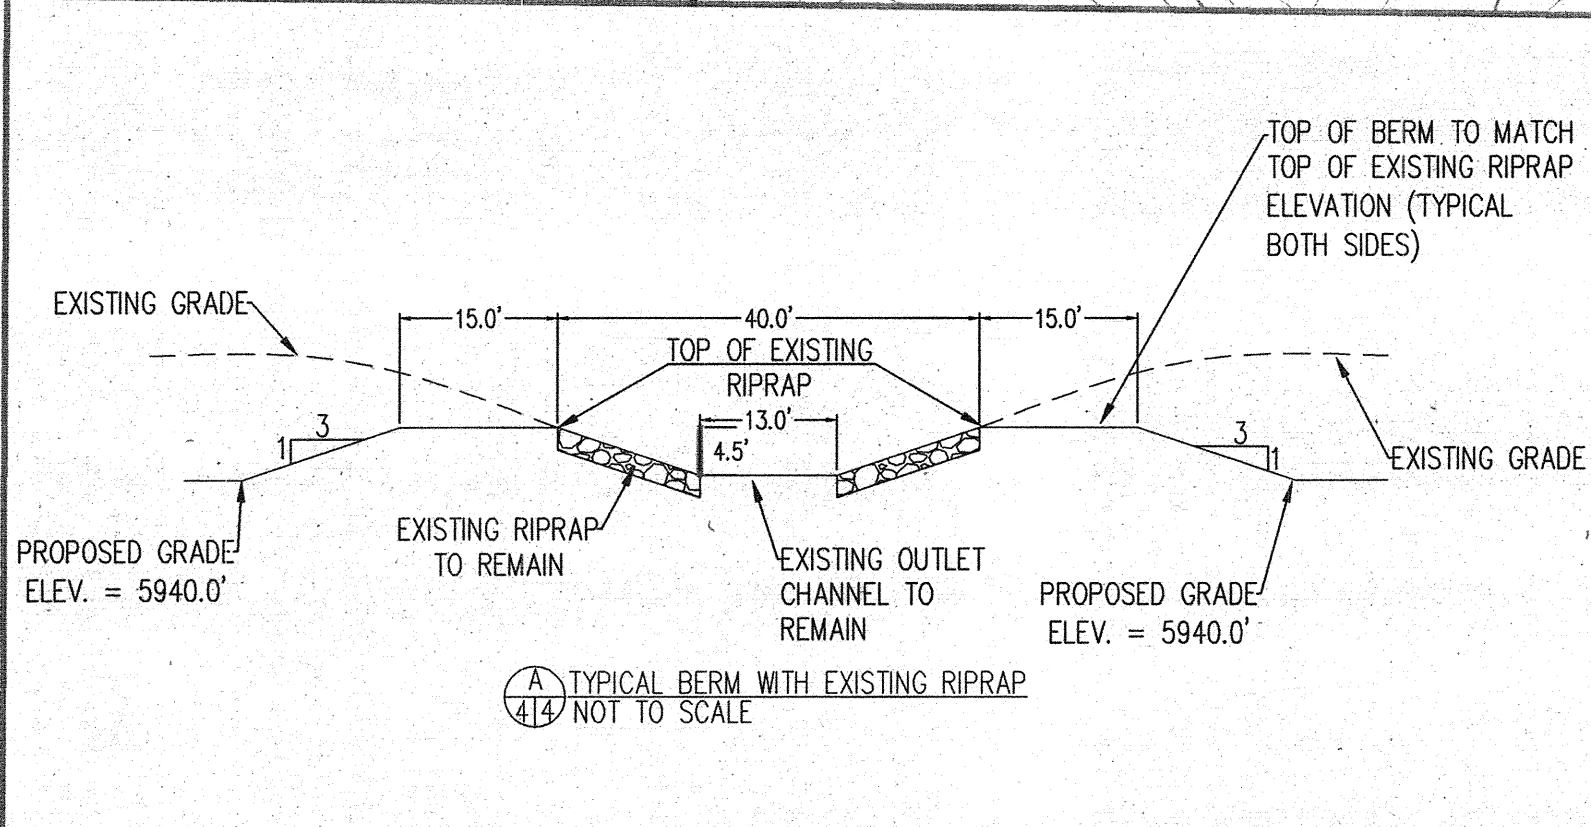 TOP OF BERM TO MATCH
TOP OF EXISTING RIPRAP
ELEVATION (TYPICAL
BOTH SIDES)
EXISTING GRADE
15.0'
40.0'
15.0'
TOP OF EXISTING
RIPRAP
13.0'
4.5'
3
1
3
1
EXISTING GRADE
EXISTING RIPRAP
TO REMAIN
PROPOSED GRADE
ELEV. = 5940.0'
EXISTING OUTLET
CHANNEL TO
REMAIN
PROPOSED GRADE
ELEV. = 5940.0'
A
4|4
TYPICAL BERM WITH EXISTING RIPRAP
NOT TO SCALE